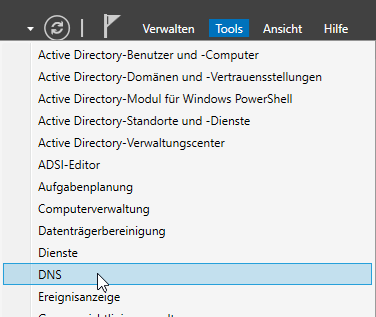 Verwalten Tools Ansicht Hilfe
Active Directory-Benutzer und -Computer
Active Directory-Domänen und -Vertrauensstellungen
Active Directory-Modul für Windows PowerShell
Active Directory-Standorte und -Dienste
Active Directory-Verwaltungscenter
ADSI-Editor
Aufgabenplanung
Computerverwaltung
Datenträgerbereinigung
Dienste
DNS
Ereignisanzeige